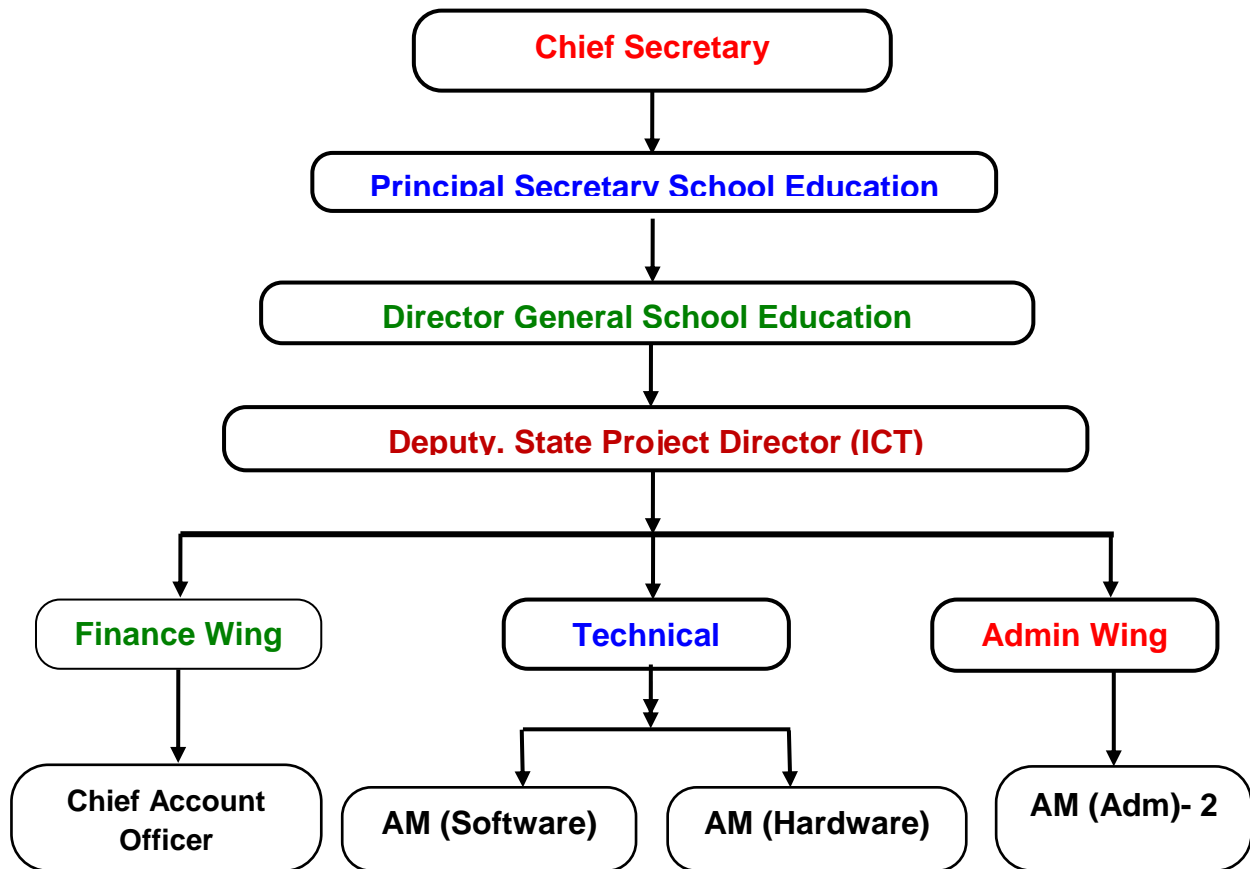 Chief Secretary
Principal Secretary School Education
Director General School Education
Deputy. State Project Director (ICT)
Finance Wing
Technical
Admin Wing
Chief Account
Officer
AM (Software)
AM (Hardware)
AM (Adm)- 2